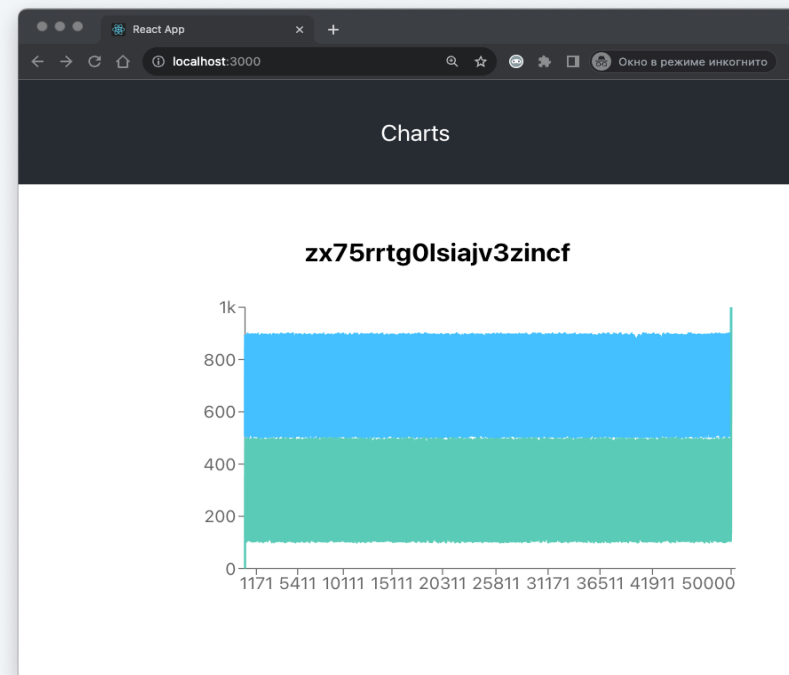 React App
localhost:3000
Окно в режиме инкогнито
Charts
zx75rrtg0lsiajv3zincf
1k
800
600
400
200
0
1171 5411 10111 15111 20311 25811 31171 36511 41911 50000